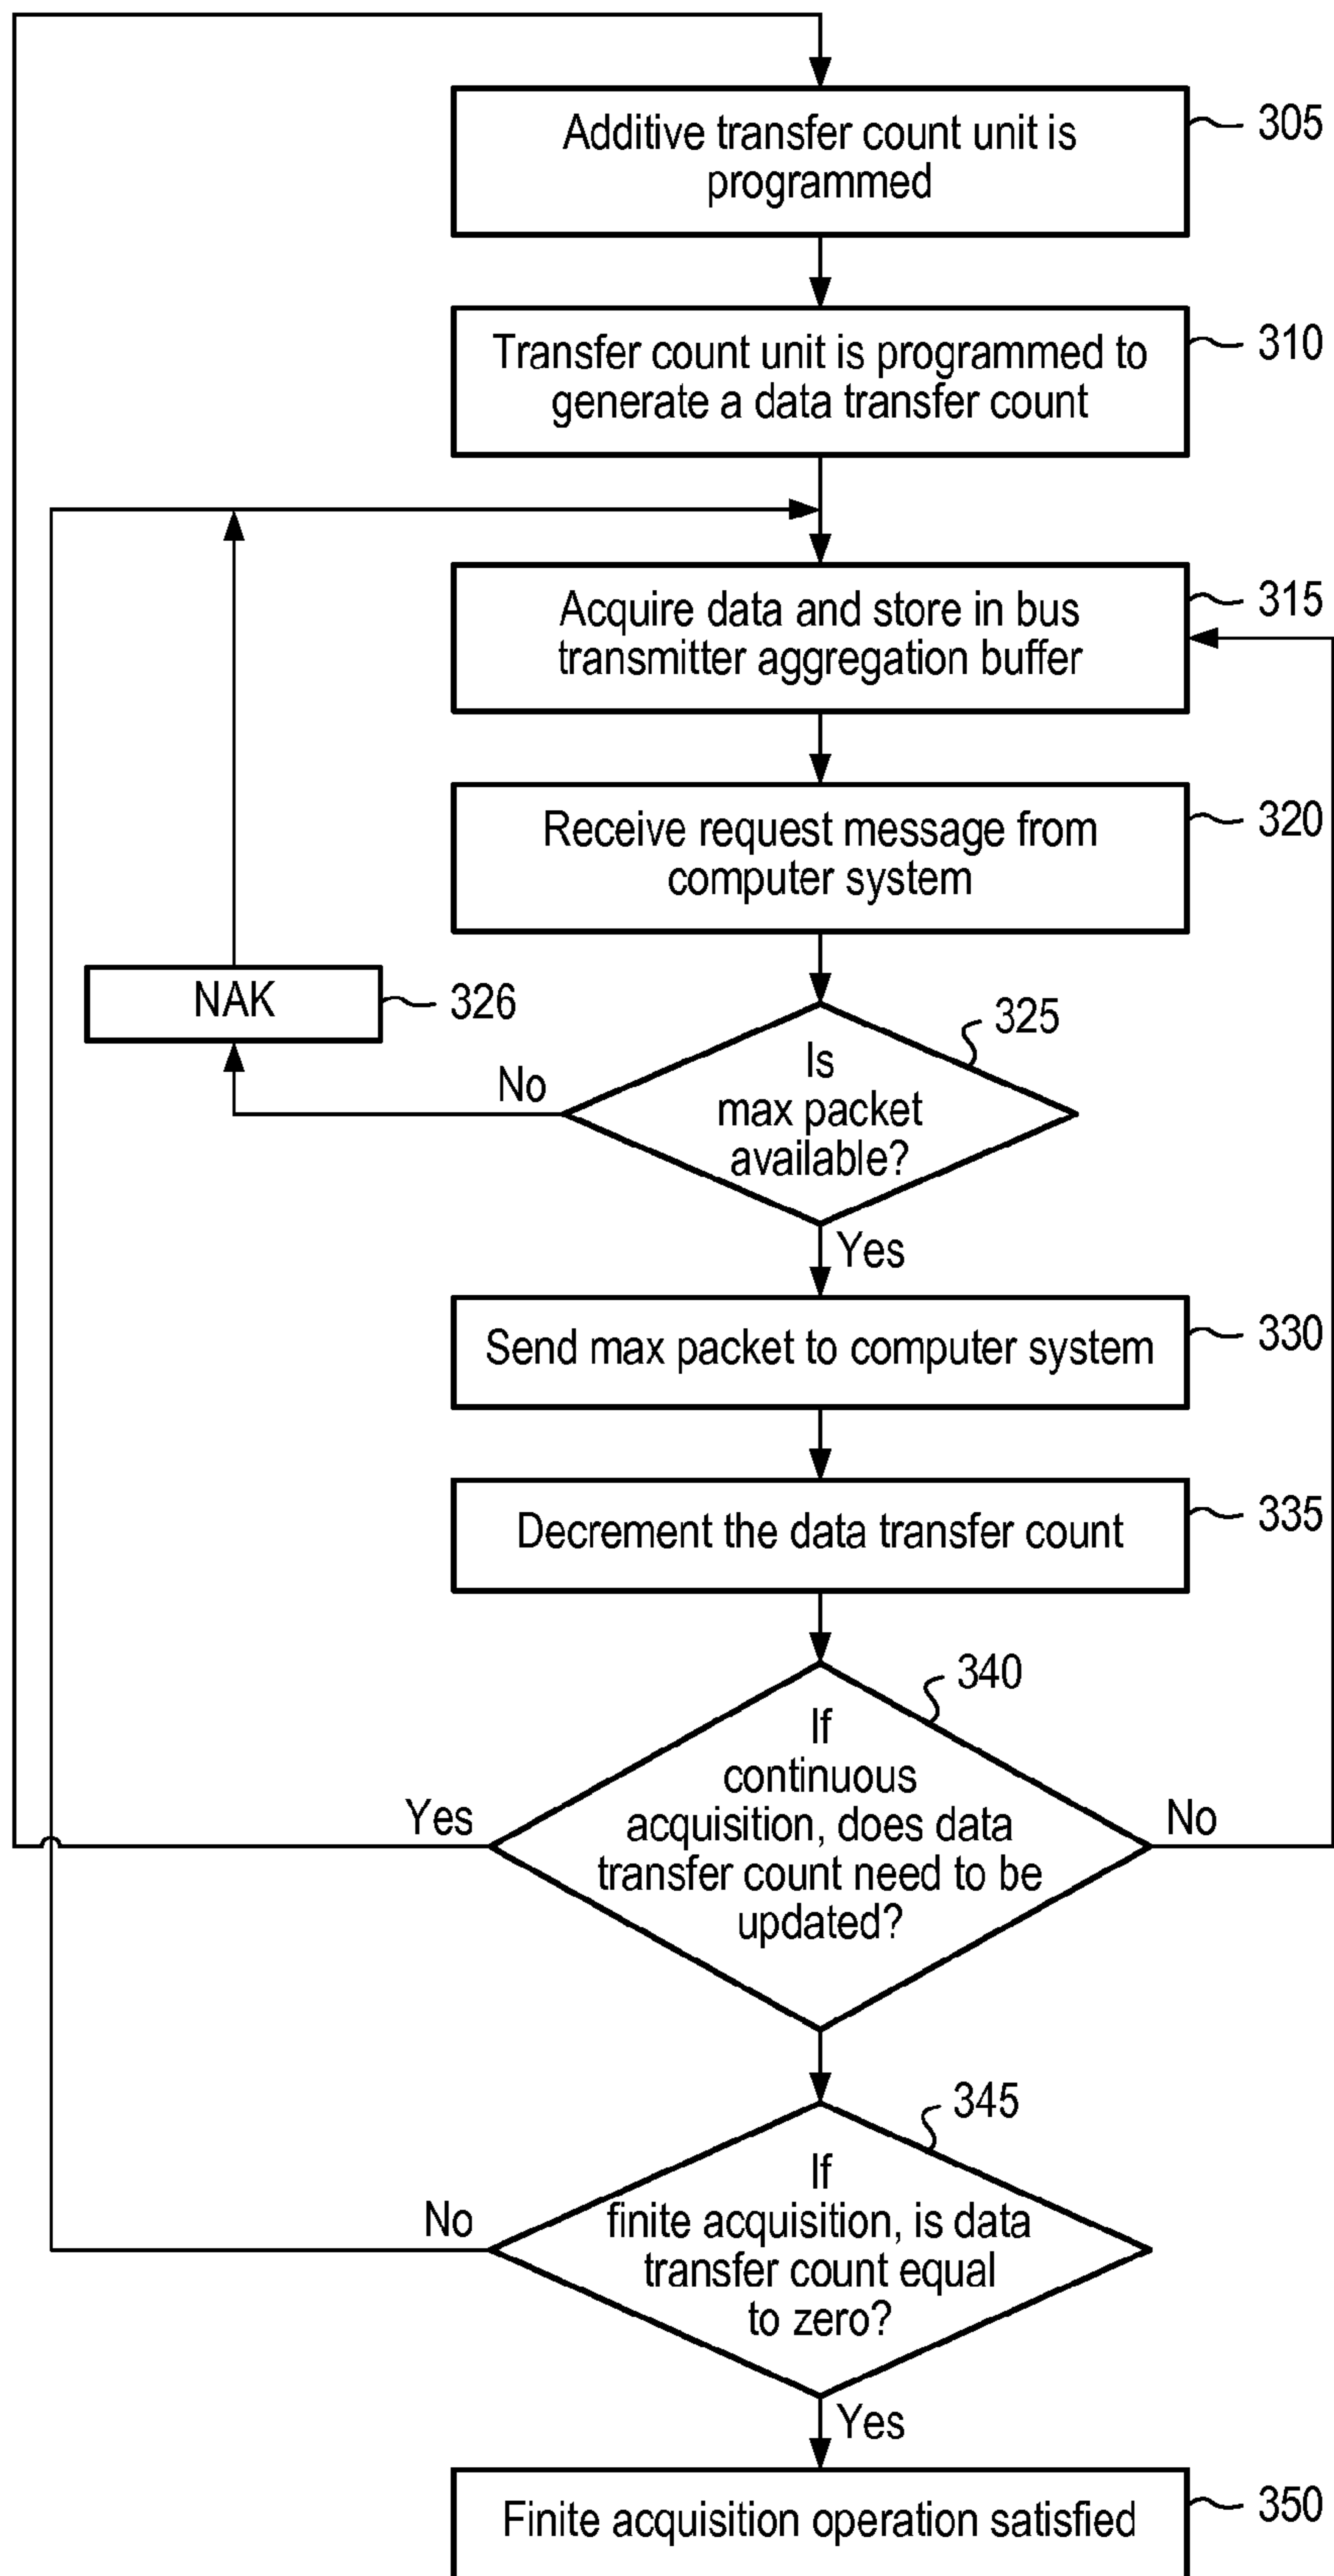 Additive transfer count unit is
programmed
305
Transfer count unit is programmed to
generate a data transfer count
310
Acquire data and store in bus
transmitter aggregation buffer
315
Receive request message from
computer system
320
NAK
326
325
Is
max packet
available?
No
Yes
Send max packet to computer system
330
Decrement the data transfer count
335
340
If
continuous
acquisition, does data
transfer count need to be
updated?
Yes
No
345
If
finite acquisition, is data
transfer count equal
to zero?
No
Yes
Finite acquisition operation satisfied
350